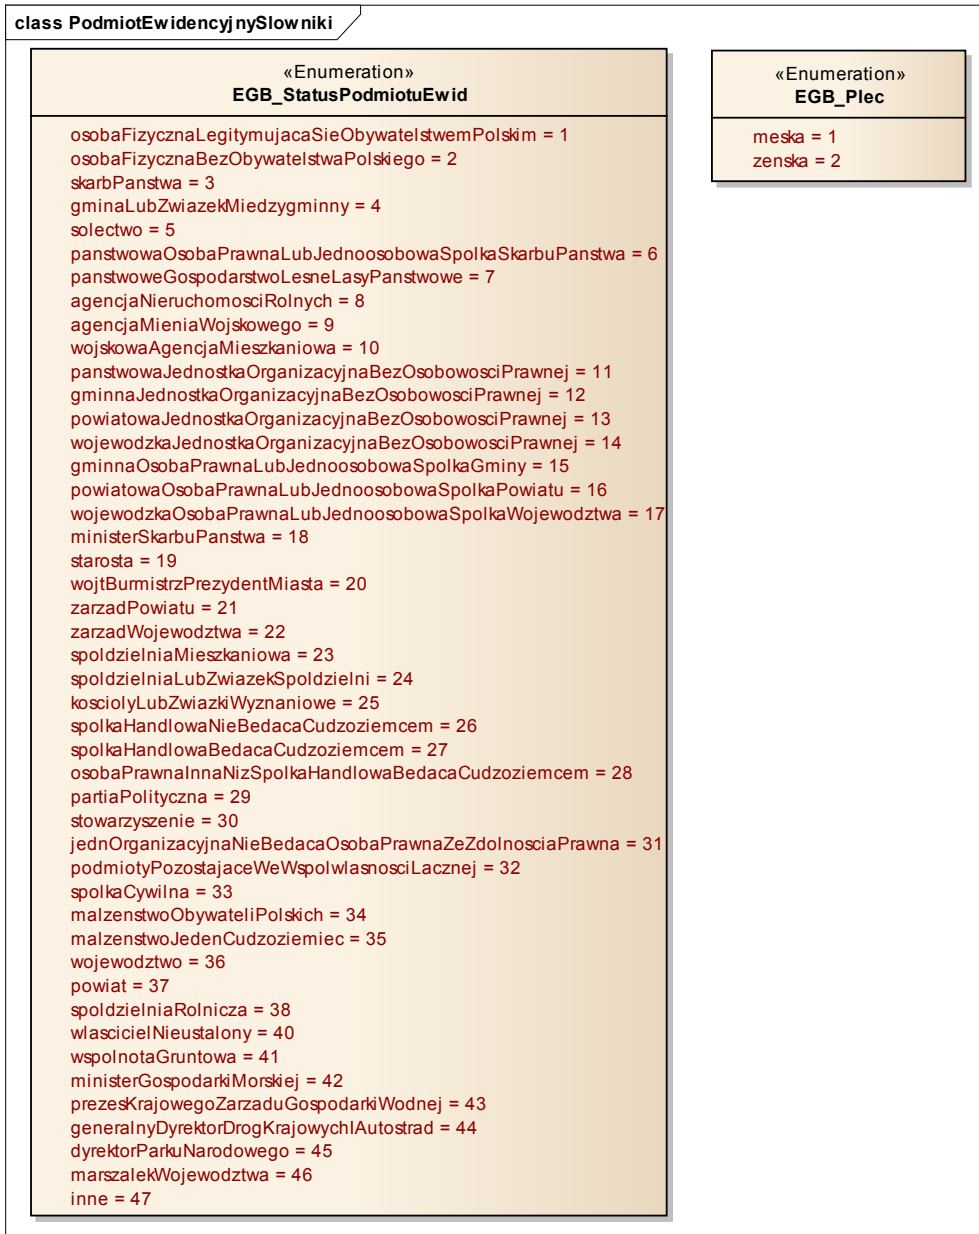 class PodmiotEwidencyjnySlowniki
«Enumeration»
EGB_StatusPodmiotuEwid
osobaFizycznaLegitymujacaSieObywatelstwemPolskim = 1
osobaFizycznaBezObywatelstwaPolskiego = 2
skarbPanstwa = 3
gminaLubZwiazekMiedzygminny = 4
solectwo = 5
panstwowaOsobaPrawnaLubJednoosobowaSpolkaSkarbuPanstwa = 6
panstwoweGospodarstwoLesneLasyPanstwowe = 7
agencjaNieruchomosciRolnych = 8
agencjaMieniaWojskowego = 9
wojskowaAgencjaMieszkaniowa = 10
panstwowaJednostkaOrganizacyjnaBezOsobowosciPrawnej = 11
gminnaJednostkaOrganizacyjnaBezOsobowosciPrawnej = 12
powiatowaJednostkaOrganizacyjnaBezOsobowosciPrawnej = 13
wojewodzkaJednostkaOrganizacyjnaBezOsobowosciPrawnej = 14
gminnaOsobaPrawnaLubJednoosobowaSpolkaGminy = 15
powiatowaOsobaPrawnaLubJednoosobowaSpolkaPowiatu = 16
wojewodzkaOsobaPrawnaLubJednoosobowaSpolkaWojewodztwa = 17
ministerSkarbuPanstwa = 18
starosta = 19
wojtBurmistrzPrezydentMiasta = 20
zarzadPowiatu = 21
zarzadWojewodztwa = 22
spoldzielniaMieszkaniowa = 23
spoldzielniaLubZwiazekSpoldzielni = 24
kosciolyLubZwiazkiWyznaniowe = 25
spolkaHandlowaNieBedacaCudzoziemcem = 26
spolkaHandlowaBedacaCudzoziemcem = 27
osobaPrawnaInnaNizSpolkaHandlowaBedacaCudzoziemcem = 28
partiaPolityczna = 29
stowarzyszenie = 30
jednOrganizacyjnaNieBedacaOsobaPrawnaZeZdolnosciaPrawna = 31
podmiotyPozostajaceWeWspolwlasnosciLacznej = 32
spolkaCywilna = 33
malzenstwoObywateliPolskich = 34
malzenstwoJedenCudzoziemiec = 35
wojewodztwo = 36
powiat = 37
spoldzielniaRolnicza = 38
wlascicielNieustalony = 40
wspolnotaGruntowa = 41
ministerGospodarkiMorskiej = 42
prezesKrajowegoZarzaduGospodarkiWodnej = 43
generalnyDyrektorDrogKrajowychIAutostrad = 44
dyrektorParkuNarodowego = 45
marszalekWojewodztwa = 46
inne = 47
«Enumeration»
EGB_Plec
meska = 1
zenska = 2